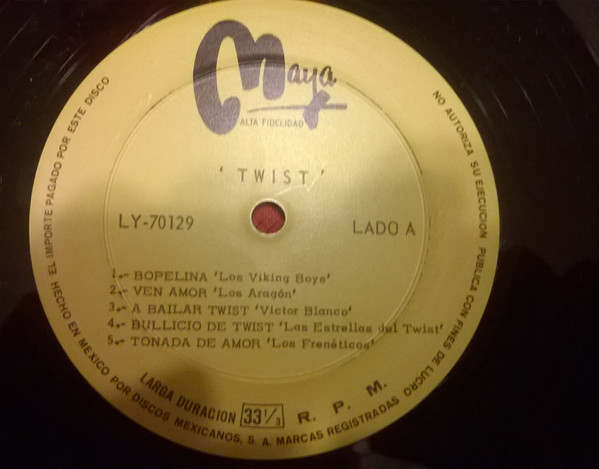 Maya
ALTA FIDELIDAD
'TWIST'
LY-70129
LADO A
1.- BOPELINA 'Los Viking Boys'
2.- VEN AMOR 'Los Aragón'
3.- A BAILAR TWIST 'Victor Blanco'
4.- BULLICIO DE TWIST 'Las Estrellas del Twist'
5.- TONADA DE AMOR 'Los Frenéticos'
LARGA DURACION 33⅓ R. P. M.
HECHO EN MEXICO POR DISCOS MEXICANOS, S. A. MARCAS REGISTRADAS
EL IMPORTE PAGADO POR ESTE DISCO
NO AUTORIZA SU EJECUCION PUBLICA CON FINES DE LUCRO